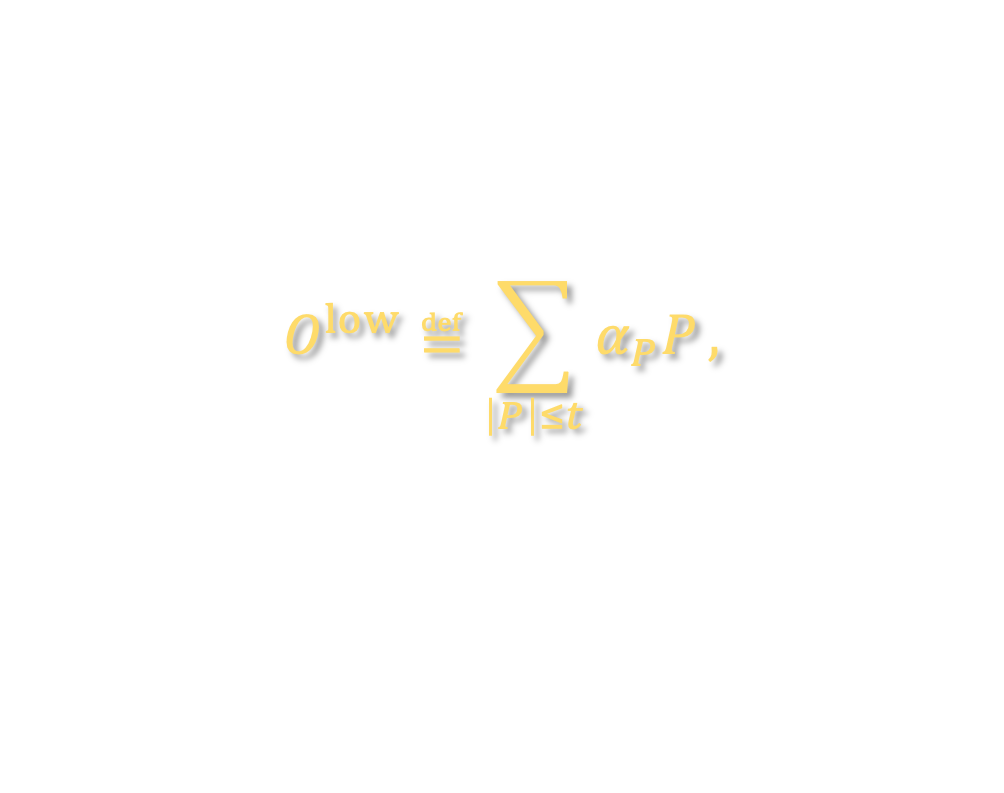 O^low ≝ ∑_{|P|≤t} α_P P ,